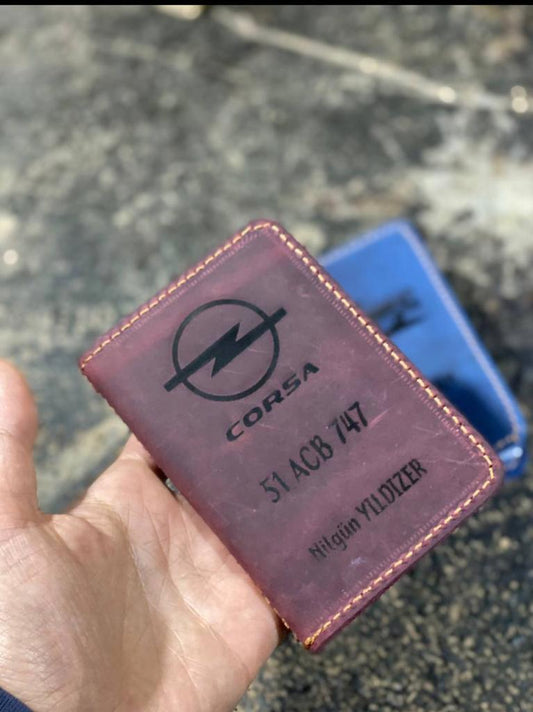 CORSA
51 ACB 747
Nilgün YILDIZER